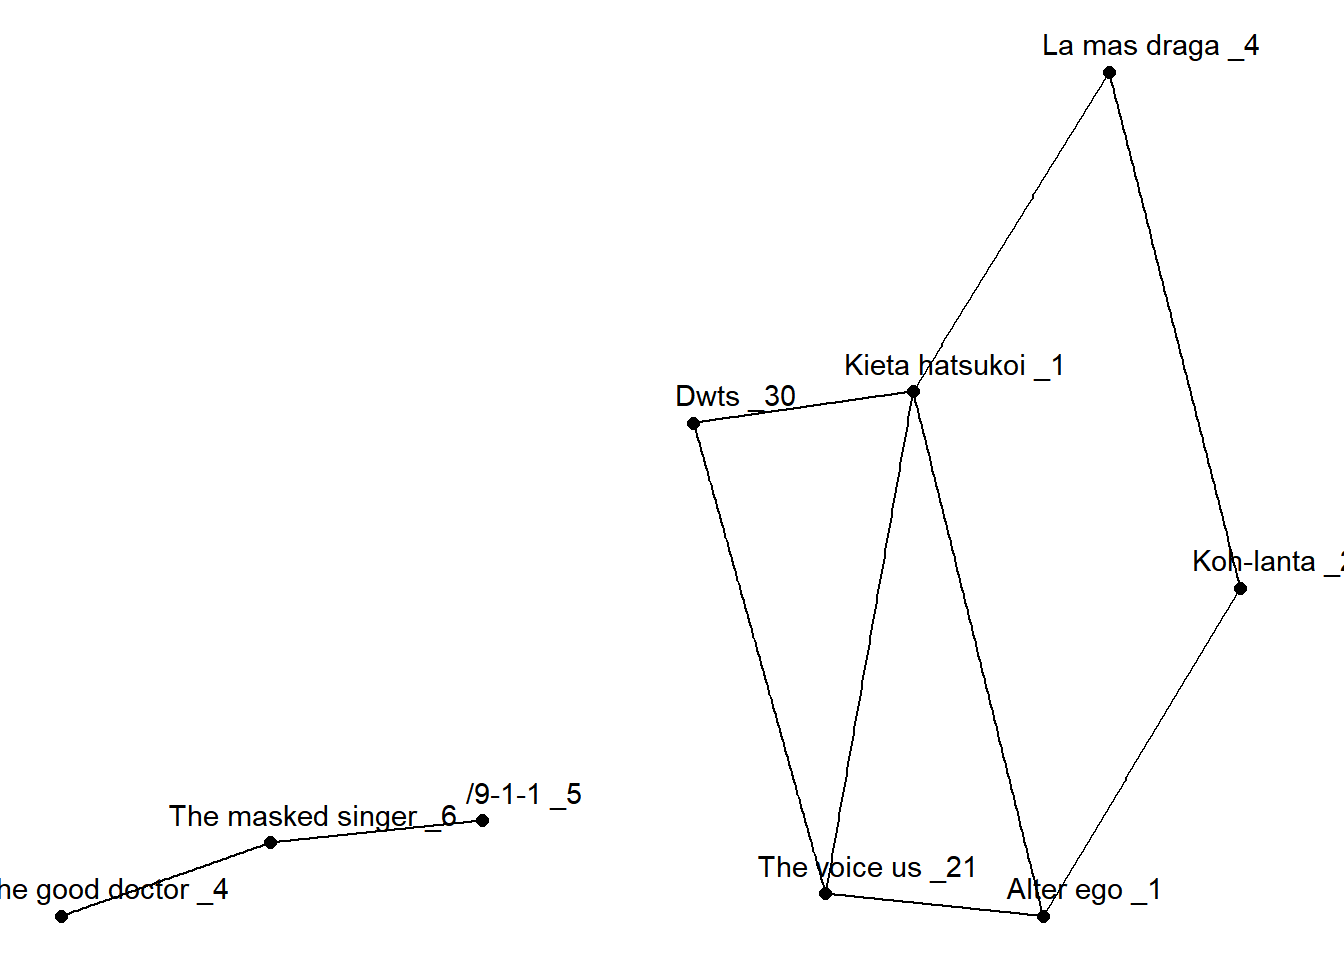 La mas draga _4
Kieta hatsukoi _1
Dwts _30
Koh-lanta _2
/9-1-1 _5
The masked singer _6
The voice us _21
he good doctor _4
Alter ego _1